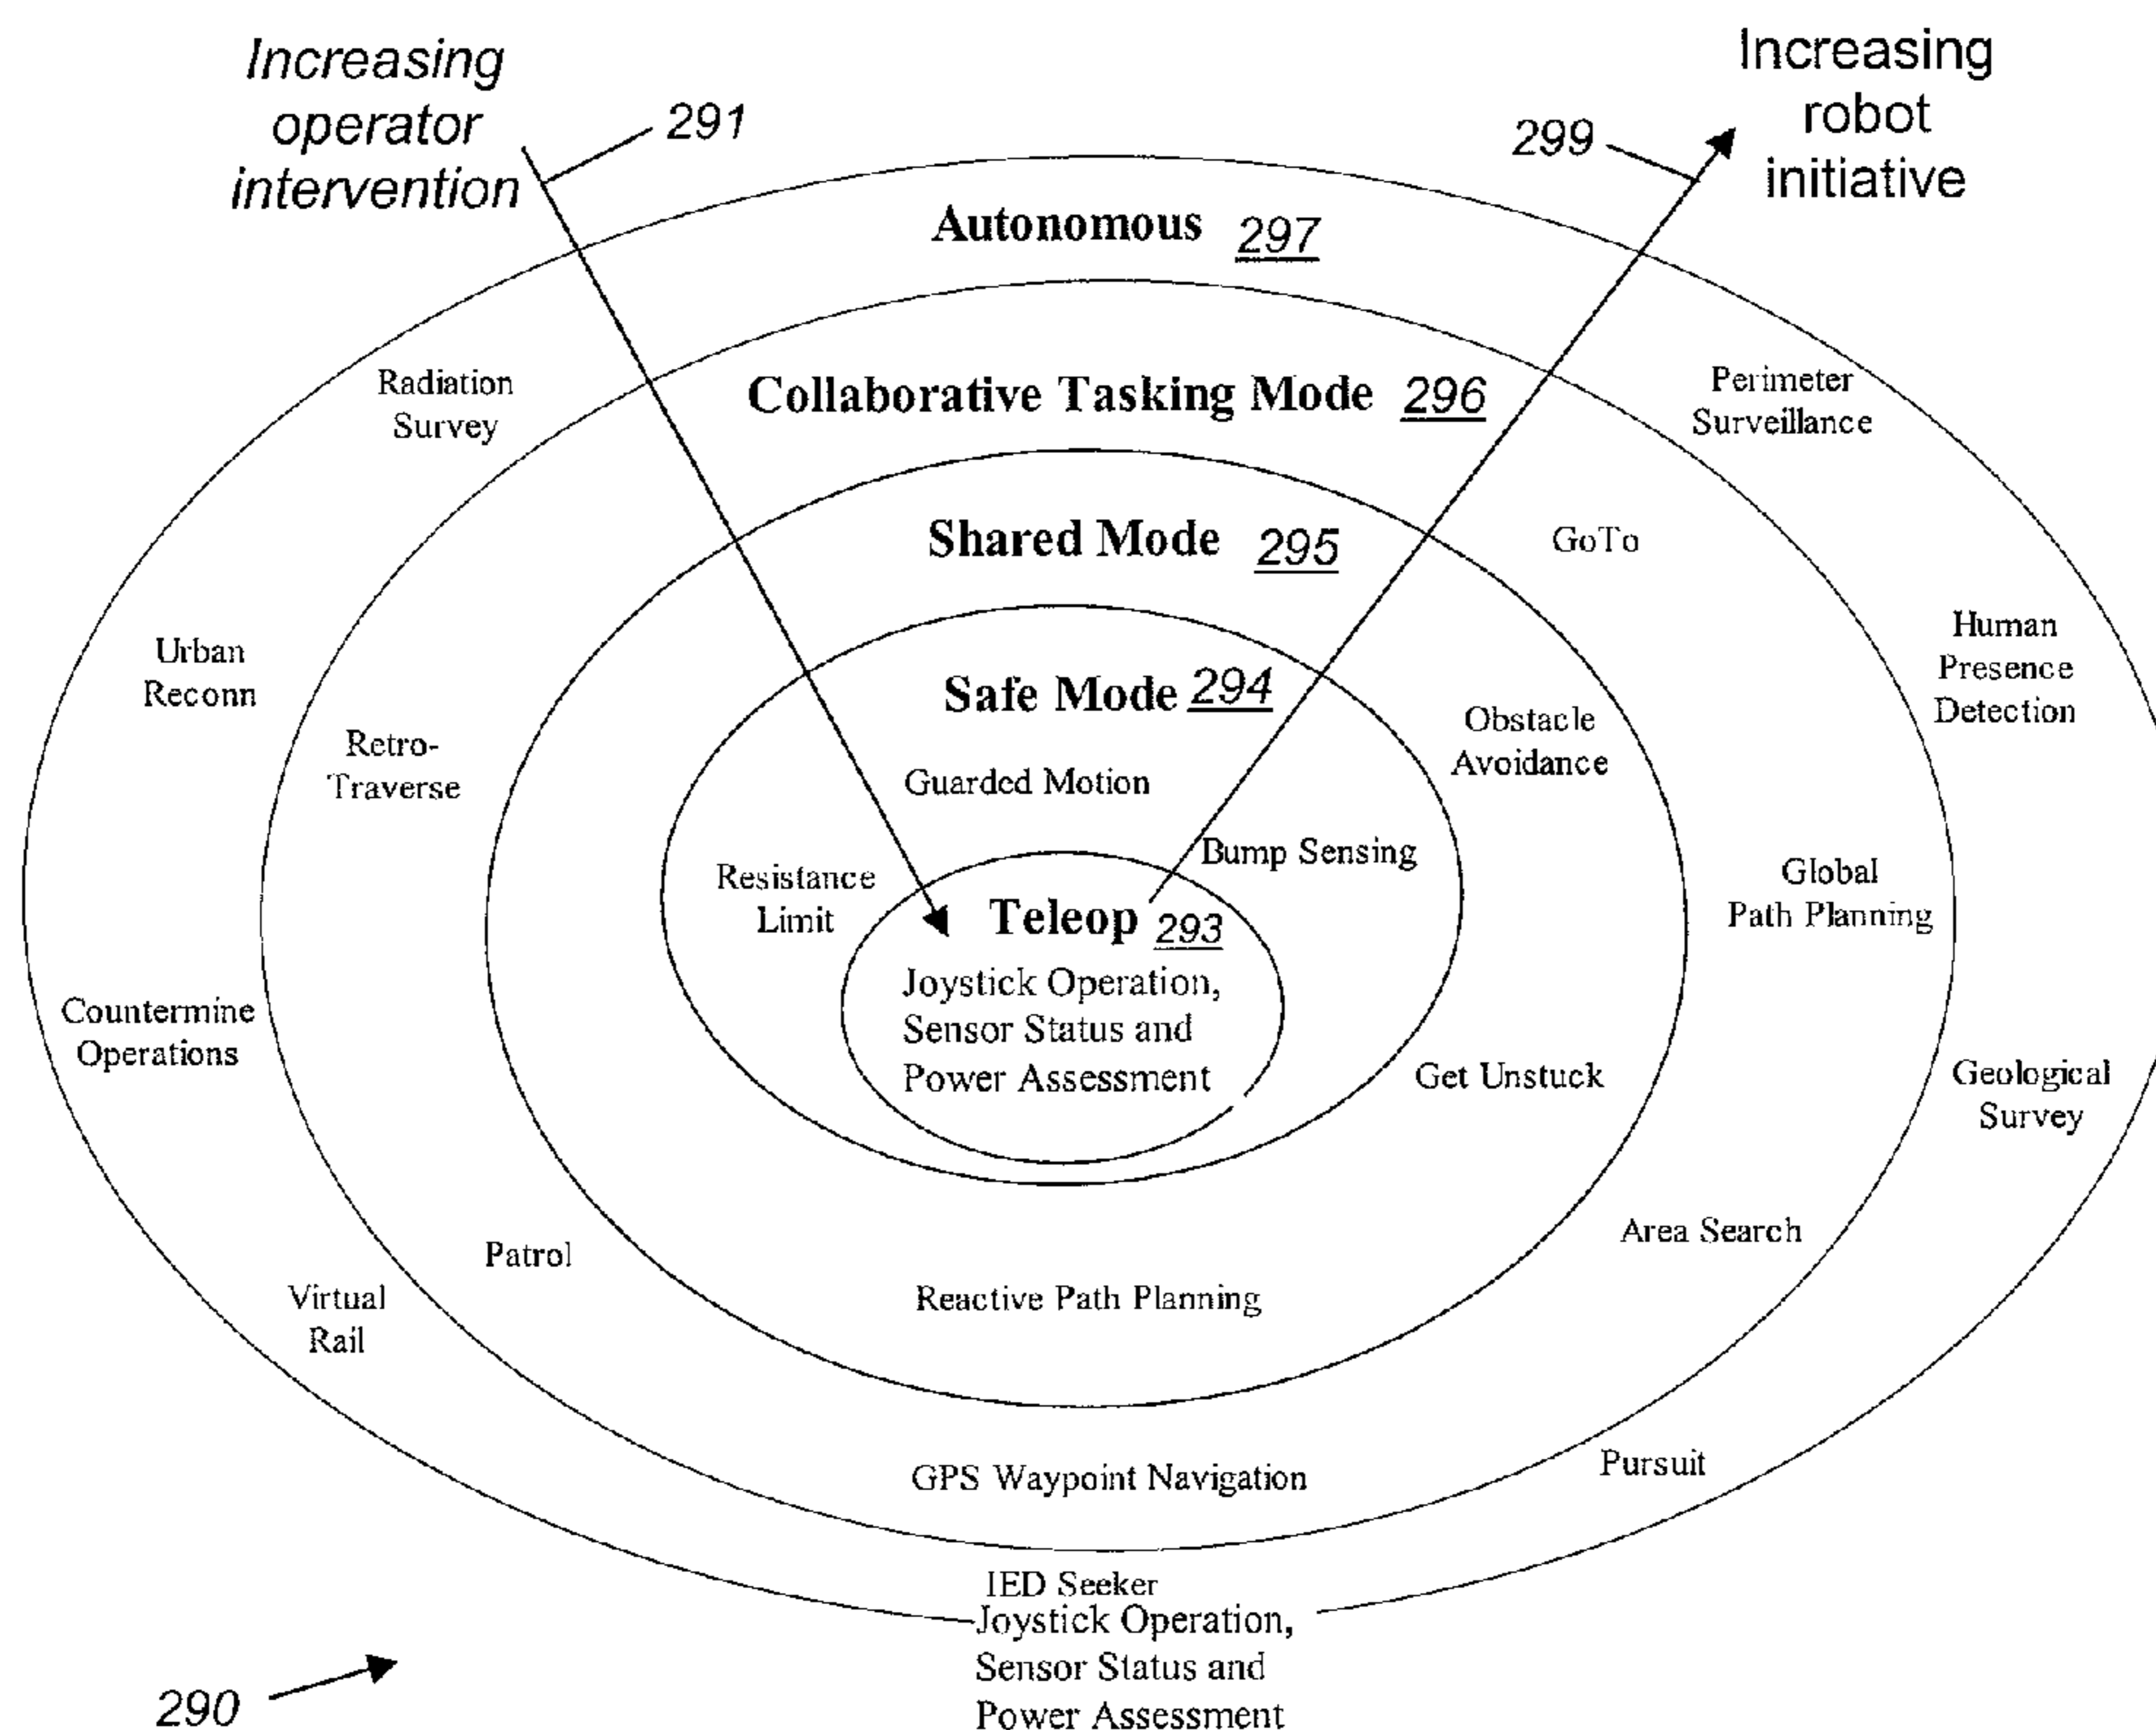 Increasing
operator
intervention
291
299
Increasing
robot
initiative
Autonomous 297
Radiation
Survey
Collaborative Tasking Mode 296
Perimeter
Surveillance
Shared Mode 295
GoTo
Urban
Reconn
Human
Presence
Detection
Retro-
Traverse
Safe Mode 294
Obstacle
Avoidance
Guarded Motion
Bump Sensing
Resistance
Limit
Global
Path Planning
Teleop 293
Joystick Operation,
Sensor Status and
Power Assessment
Countermine
Operations
Get Unstuck
Geological
Survey
Patrol
Area Search
Virtual
Rail
Reactive Path Planning
GPS Waypoint Navigation
Pursuit
IED Seeker
Joystick Operation,
Sensor Status and
Power Assessment
290